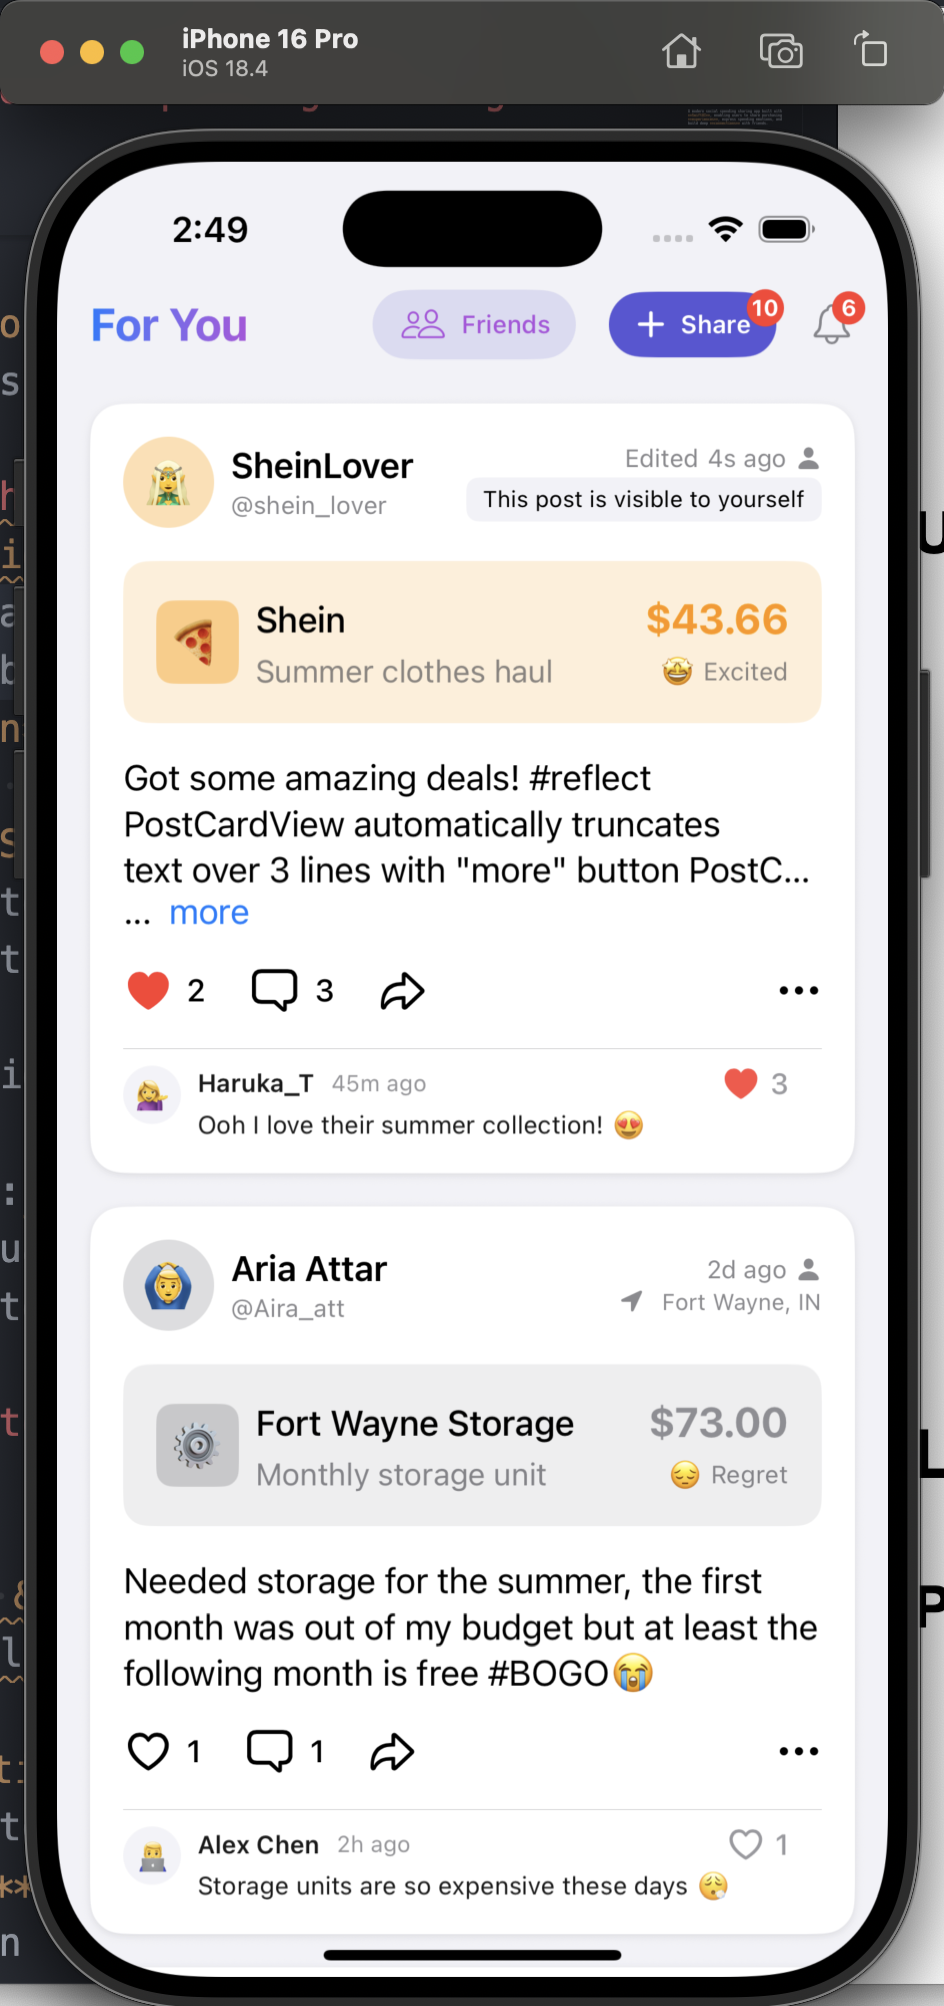 iPhone 16 Pro
iOS 18.4
2:49
For You
Friends
Share
10
6
SheinLover
Edited 4s ago
@shein_lover
This post is visible to yourself
Shein
$43.66
Summer clothes haul
Excited
Got some amazing deals! #reflect
PostCardView automatically truncates
text over 3 lines with "more" button PostC...
... more
2
3
Haruka_T 45m ago
3
Ooh I love their summer collection!
Aria Attar
2d ago
@Aira_att
Fort Wayne, IN
Fort Wayne Storage
$73.00
Monthly storage unit
Regret
Needed storage for the summer, the first
month was out of my budget but at least the
following month is free #BOGO
1
1
Alex Chen 2h ago
1
Storage units are so expensive these days